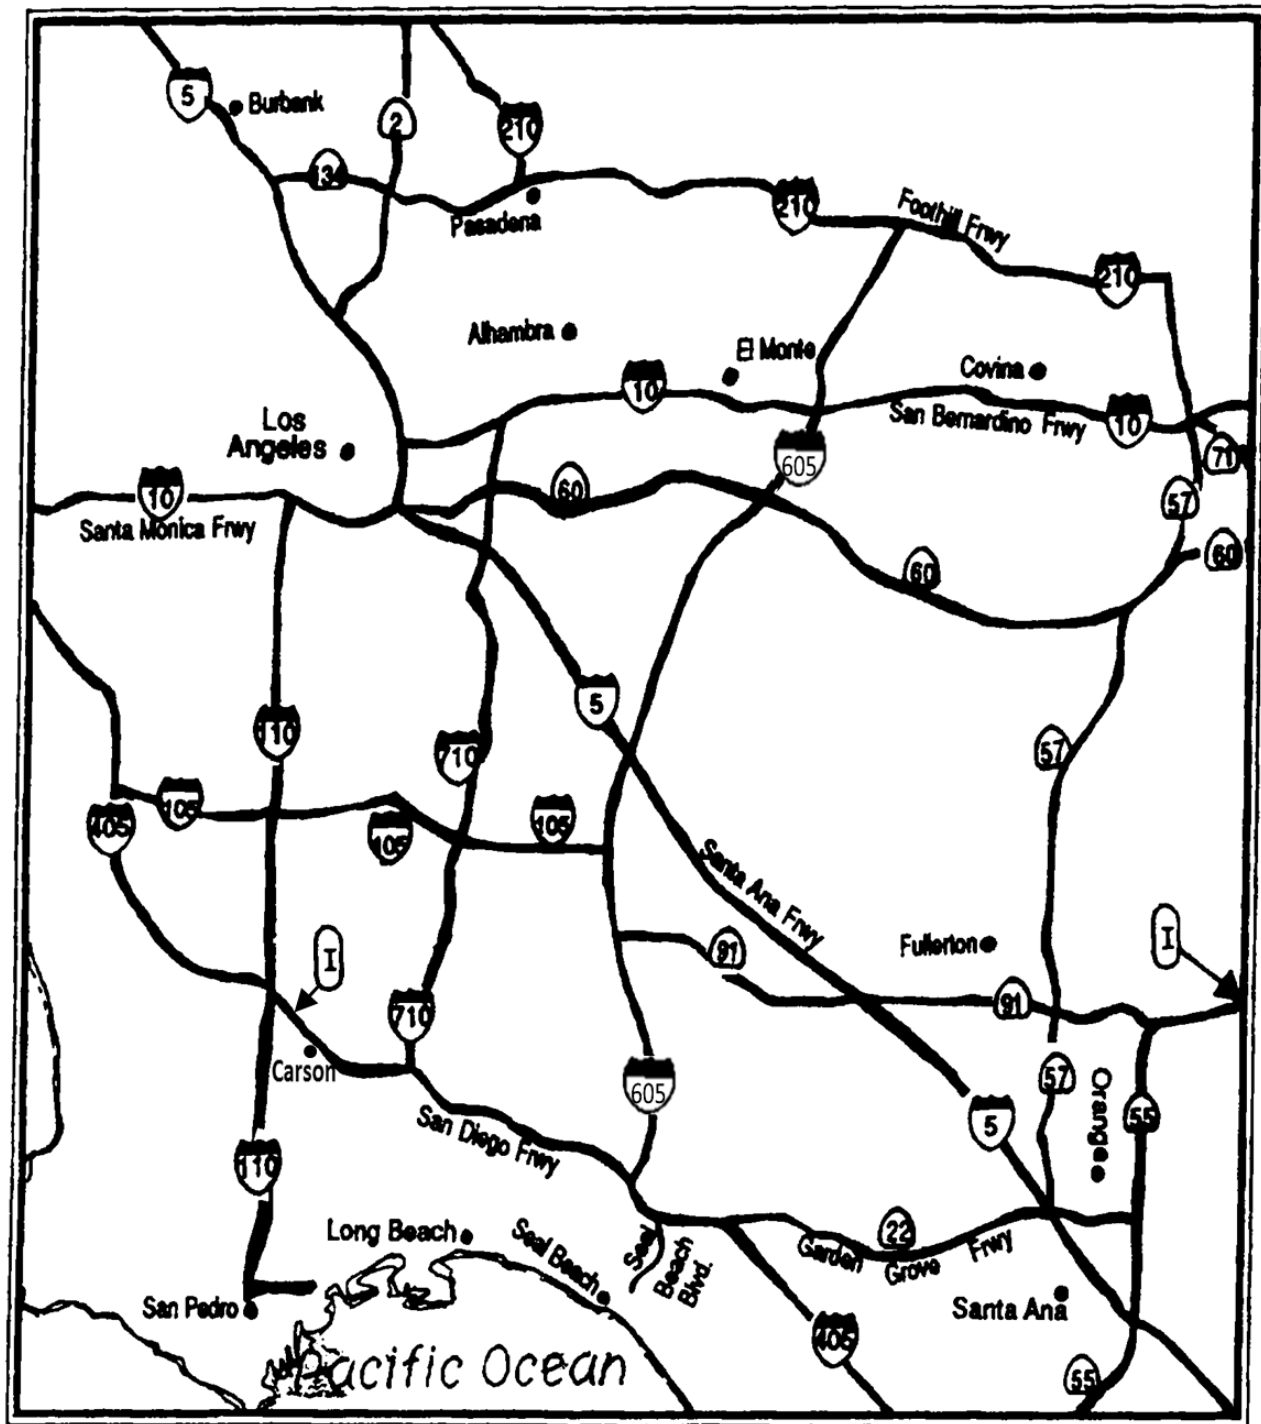 5
Burbank
2
210
134
Pasadena
210
Foothill Frwy
210
Alhambra
El Monte
Covina
10
San Bernardino Frwy
10
Los
Angeles
71
605
10
60
57
Santa Monica Frwy
60
60
5
110
710
57
105
405
105
105
Santa Ana Frwy
I
91
Fullerton
I
91
710
Carson
605
57
Orange
55
5
San Diego Frwy
110
Long Beach
Seal Beach
Seal
Beach
Blvd.
22
Garden
Grove
Frwy
San Pedro
Santa Ana
405
Pacific Ocean
55